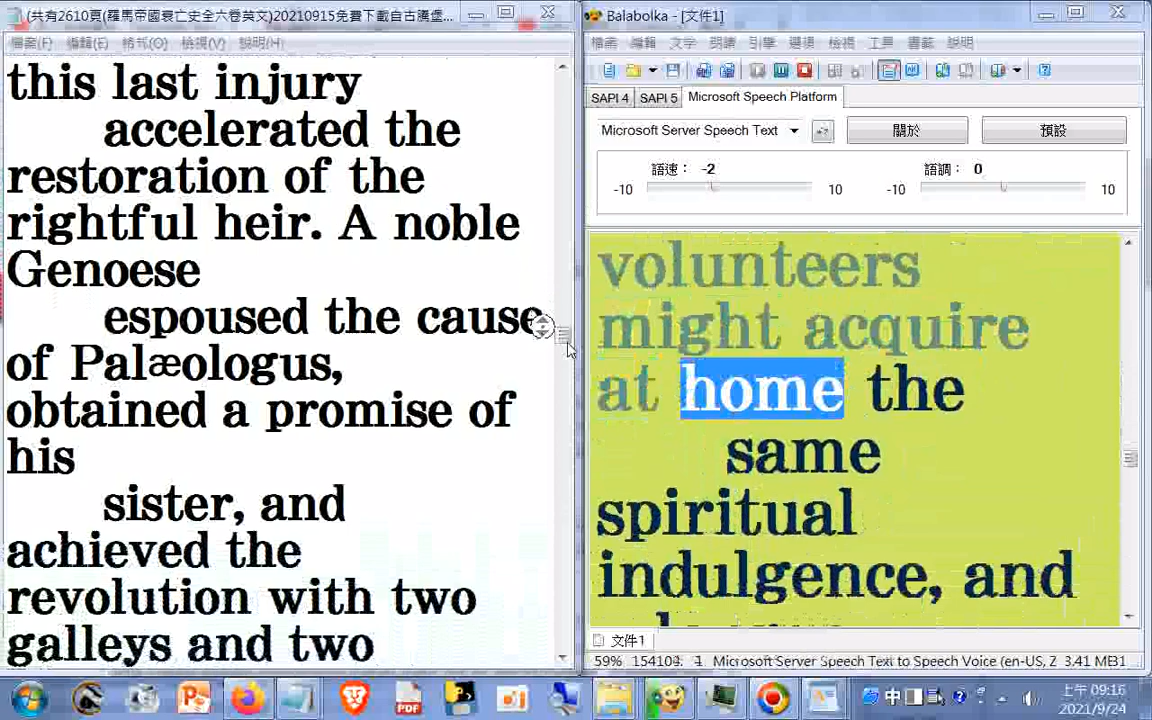 (共有2610頁(羅馬帝國衰亡史全六卷英文)20210915免費下載自古騰堡...
檔案(F) 編輯(E) 格式(O) 檢視(V) 說明(H)
this last injury
accelerated the
restoration of the
rightful heir. A noble
Genoese
espoused the cause
of Palæologus,
obtained a promise of
his
sister, and
achieved the
revolution with two
galleys and two
Balabolka - [文件1]
檔案 編輯 文字 朗讀 引擎 選項 檢視 工具 書籤 說明
SAPI 4 SAPI 5 Microsoft Speech Platform
Microsoft Server Speech Text
關於 預設
語速： -2 語調： 0
-10 10 -10 10
volunteers
might acquire
at home the
same
spiritual
indulgence, and
文件1
59% 154104: 1 Microsoft Server Speech Text to Speech Voice (en-US, Z 3.41 MB1
PDF
中
上午 09:16
2021/9/24